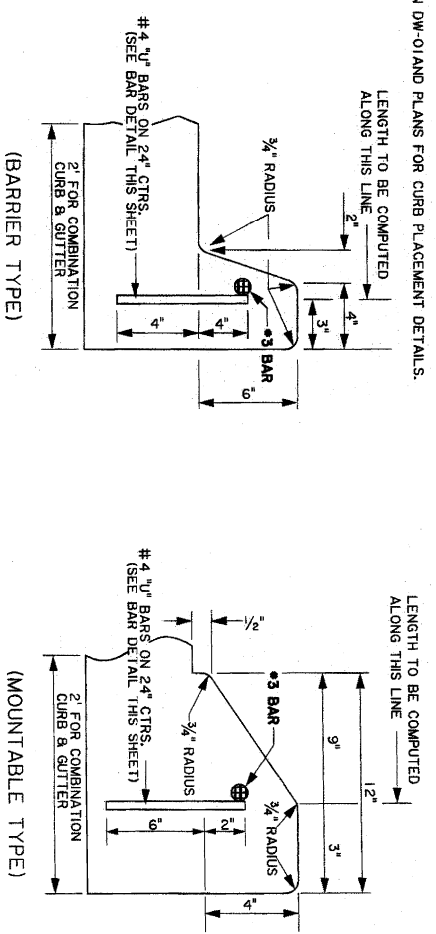 N DW-01AND PLANS FOR CURB PLACEMENT DETAILS.
LENGTH TO BE COMPUTED
ALONG THIS LINE
2"
4"
3"
3/4" RADIUS
6"
#3 BAR
4"
4"
#4 "U" BARS ON 24" CTRS.
(SEE BAR DETAIL THIS SHEET)
2' FOR COMBINATION
CURB & GUTTER
(BARRIER TYPE)
LENGTH TO BE COMPUTED
ALONG THIS LINE
12"
9"
3"
1/2"
#3 BAR
3/4" RADIUS
3/4" RADIUS
4"
2"
6"
#4 "U" BARS ON 24" CTRS.
(SEE BAR DETAIL THIS SHEET)
2' FOR COMBINATION
CURB & GUTTER
(MOUNTABLE TYPE)